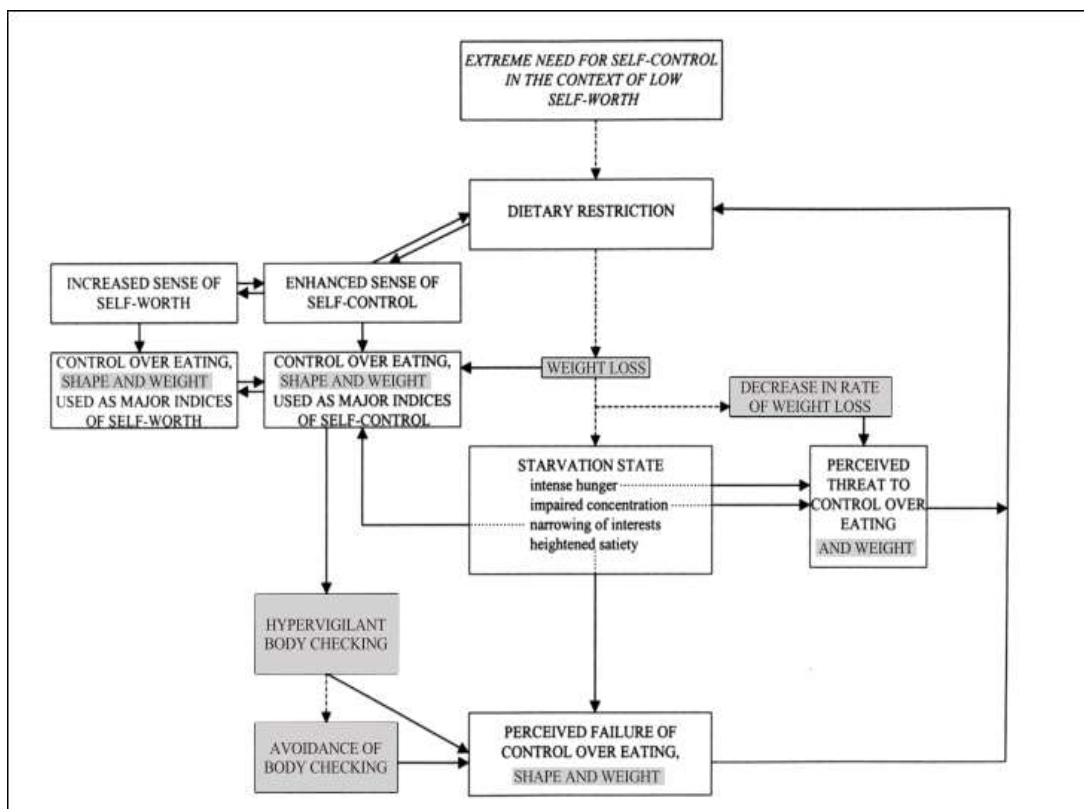 EXTREME NEED FOR SELF-CONTROL
IN THE CONTEXT OF LOW
SELF-WORTH
DIETARY RESTRICTION
INCREASED SENSE OF
SELF-WORTH
ENHANCED SENSE OF
SELF-CONTROL
CONTROL OVER EATING,
SHAPE AND WEIGHT
USED AS MAJOR INDICES
OF SELF-WORTH
CONTROL OVER EATING,
SHAPE AND WEIGHT
USED AS MAJOR INDICES
OF SELF-CONTROL
WEIGHT LOSS
DECREASE IN RATE
OF WEIGHT LOSS
STARVATION STATE
intense hunger
impaired concentration
narrowing of interests
heightened satiety
PERCEIVED
THREAT TO
CONTROL OVER
EATING
AND WEIGHT
HYPERVIGILANT
BODY CHECKING
AVOIDANCE OF
BODY CHECKING
PERCEIVED FAILURE OF
CONTROL OVER EATING,
SHAPE AND WEIGHT